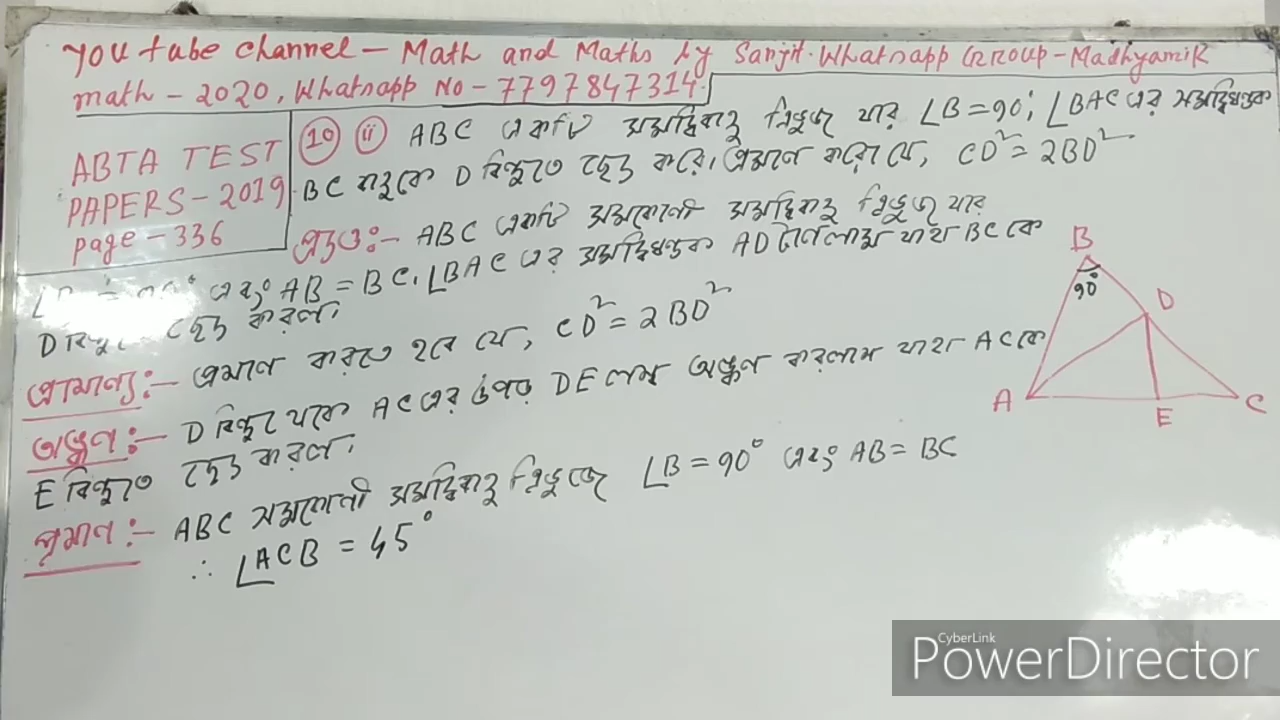 You tube channel - Math and Maths by Sanjit. Whatsapp Group - Madhyamik
math - 2020, Whatsapp No - 7797847314.
ABTA TEST
PAPERS - 2019
page - 336
10 ii ABC একটি সমদ্বিবাহু ত্রিভুজ যার ∠B = 90°; ∠BAC এর সমদ্বিখণ্ডক
BC বাহুকে D বিন্দুতে ছেদ করে। প্রমাণ করো যে, CD² = 2BD²
প্রদত্ত :- ABC একটি সমকোণী সমদ্বিবাহু ত্রিভুজ যার
90° এবং AB = BC. ∠BAC এর সমদ্বিখণ্ডক AD টানলাম যাহা BC কে
D ছেদ করল।
প্রামাণ্য :- প্রমাণ করতে হবে যে, CD² = 2BD²
অঙ্কন :- D বিন্দু থেকে AC এর উপর DE লম্ব অঙ্কন করলাম যাহা AC কে
E বিন্দুতে ছেদ করল।
প্রমাণ :- ABC সমকোণী সমদ্বিবাহু ত্রিভুজে ∠B = 90° এবং AB = BC
∴ ∠ACB = 45°
B
90°
D
A
E
C
CyberLink
PowerDirector